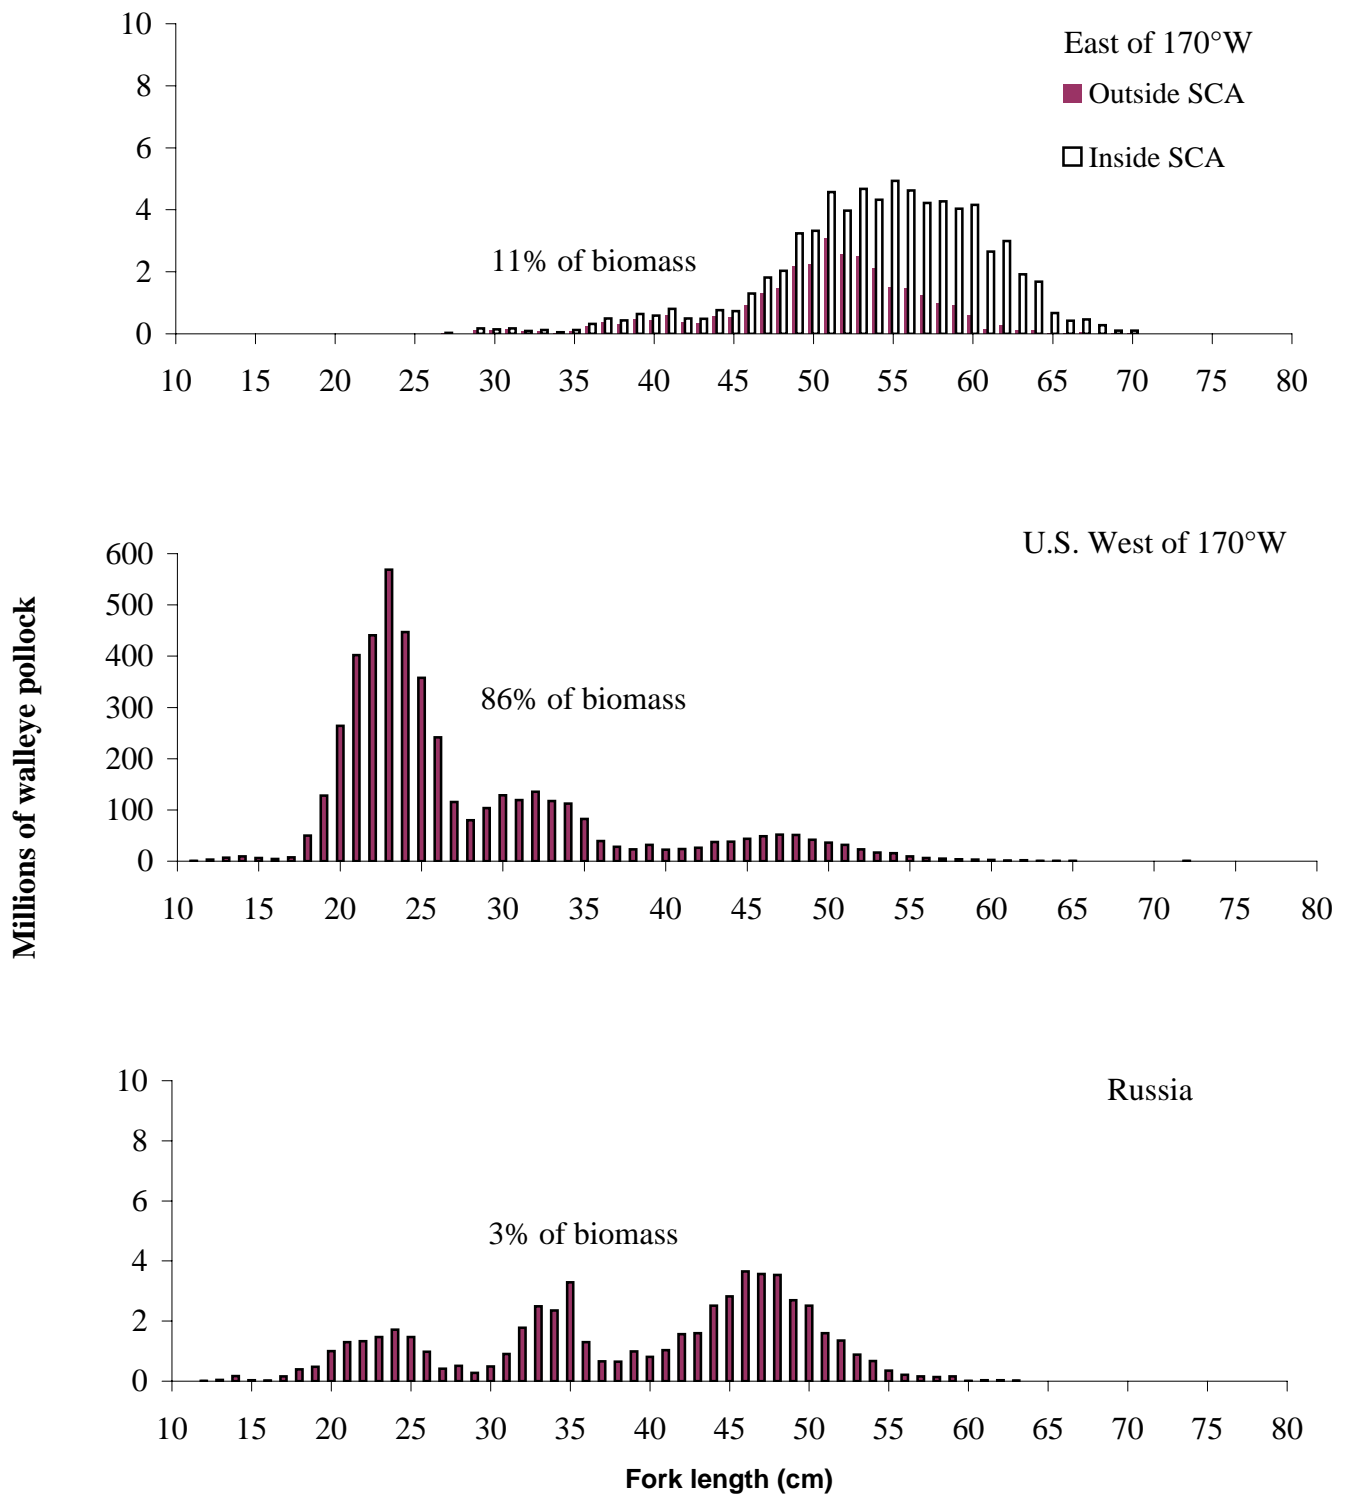 10
East of 170°W
8
Outside SCA
6
Inside SCA
4
11% of biomass
2
0
10 15 20 25 30 35 40 45 50 55 60 65 70 75 80
U.S. West of 170°W
600
500
400
86% of biomass
300
200
100
0
10 15 20 25 30 35 40 45 50 55 60 65 70 75 80
Millions of walleye pollock
10
Russia
8
6
3% of biomass
4
2
0
10 15 20 25 30 35 40 45 50 55 60 65 70 75 80
Fork length (cm)